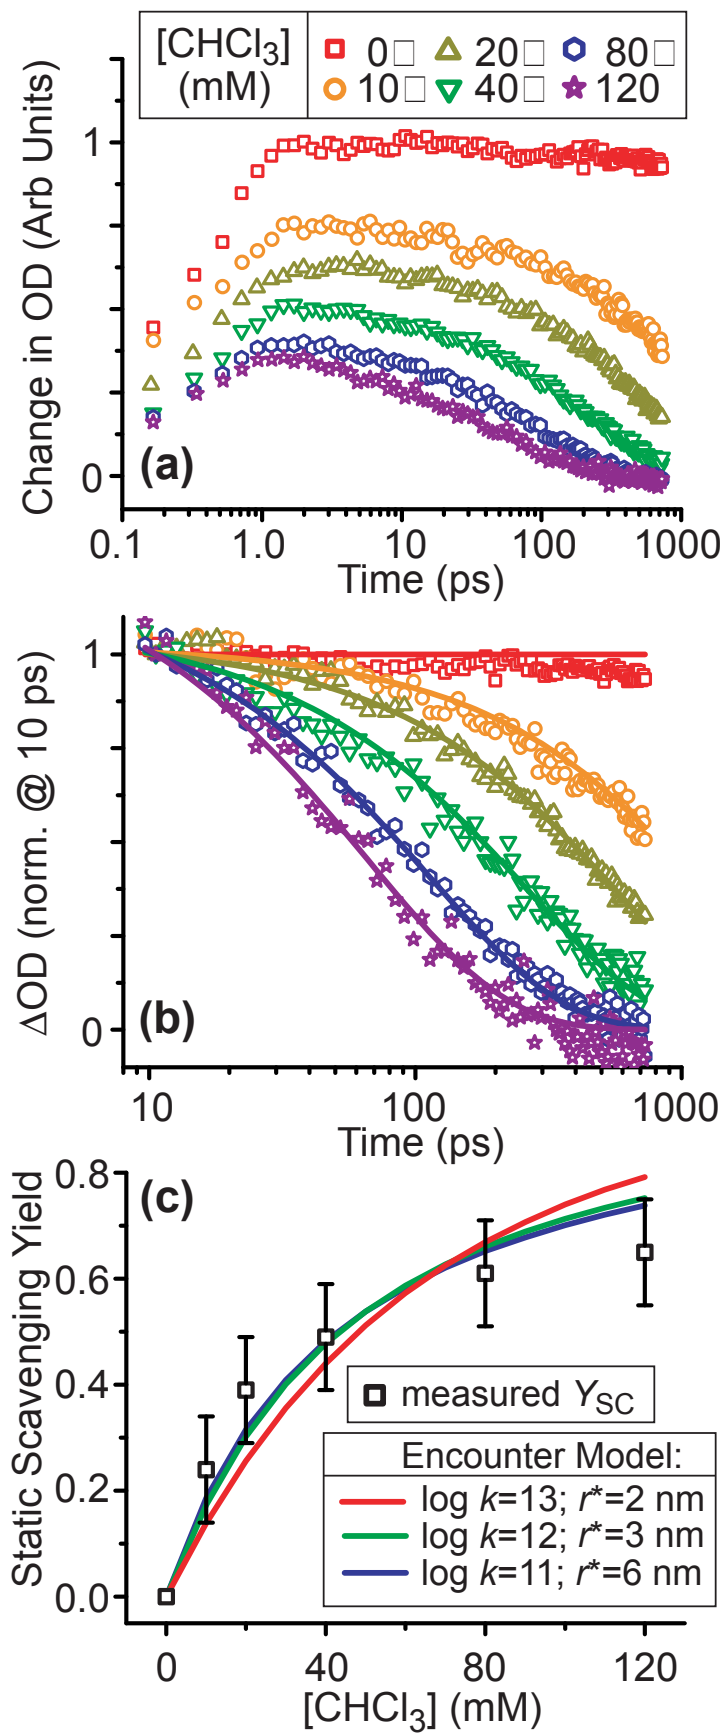 [CHCl3] (mM)
0□ 20□ 80□
10□ 40□ 120
Change in OD (Arb Units)
1
0
(a)
0.1 1.0 10 100 1000
Time (ps)
ΔOD (norm. @ 10 ps)
1
0
(b)
10 100 1000
Time (ps)
Static Scavenging Yield
0.8
0.6
0.4
0.2
0.0
(c)
measured YSC
Encounter Model:
log k=13; r*=2 nm
log k=12; r*=3 nm
log k=11; r*=6 nm
0 40 80 120
[CHCl3] (mM)